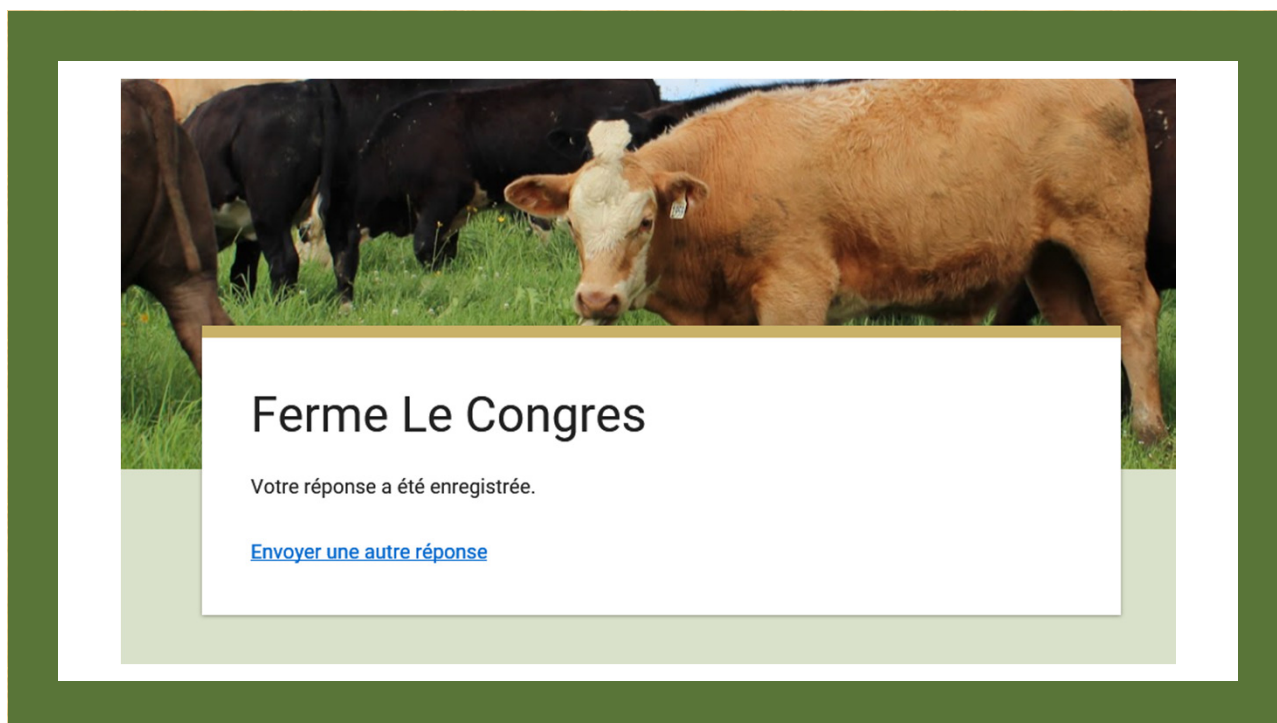 Ferme Le Congres
Votre réponse a été enregistrée.
Envoyer une autre réponse